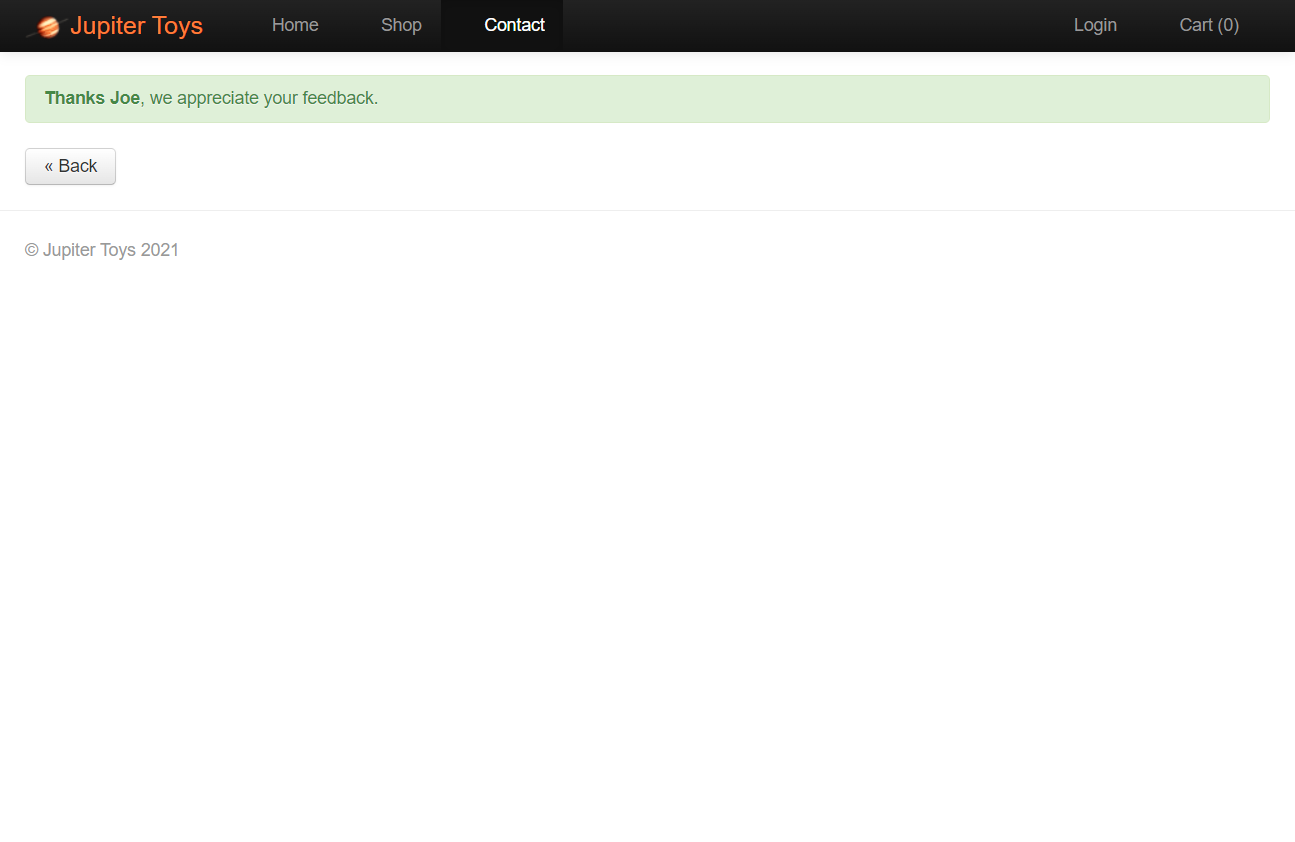 Jupiter Toys Home Shop Contact Login Cart (0)
Thanks Joe, we appreciate your feedback.
« Back
© Jupiter Toys 2021